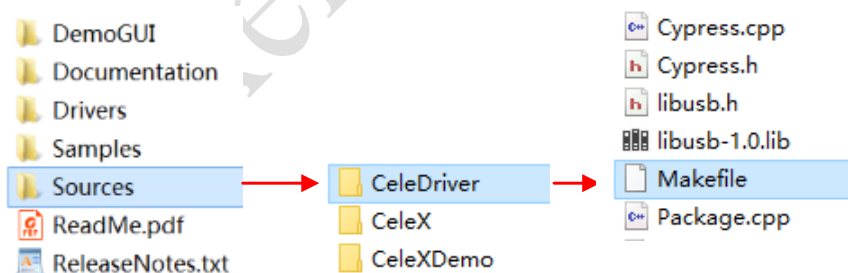 DemoGUI
Documentation
Drivers
Samples
Sources
ReadMe.pdf
ReleaseNotes.txt
CeleDriver
CeleX
CeleXDemo
Cypress.cpp
Cypress.h
libusb.h
libusb-1.0.lib
Makefile
Package.cpp